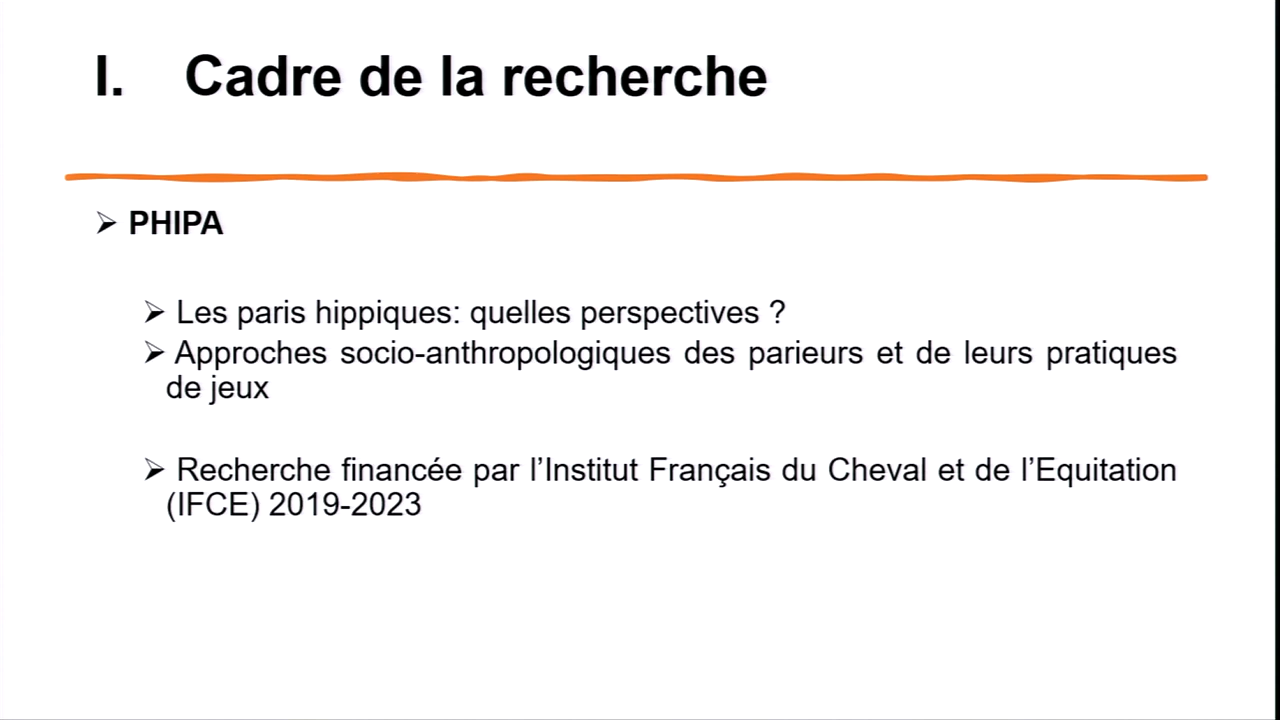 I. Cadre de la recherche
➢ PHIPA
➢ Les paris hippiques: quelles perspectives ?
➢ Approches socio-anthropologiques des parieurs et de leurs pratiques
de jeux
➢ Recherche financée par l’Institut Français du Cheval et de l’Equitation
(IFCE) 2019-2023